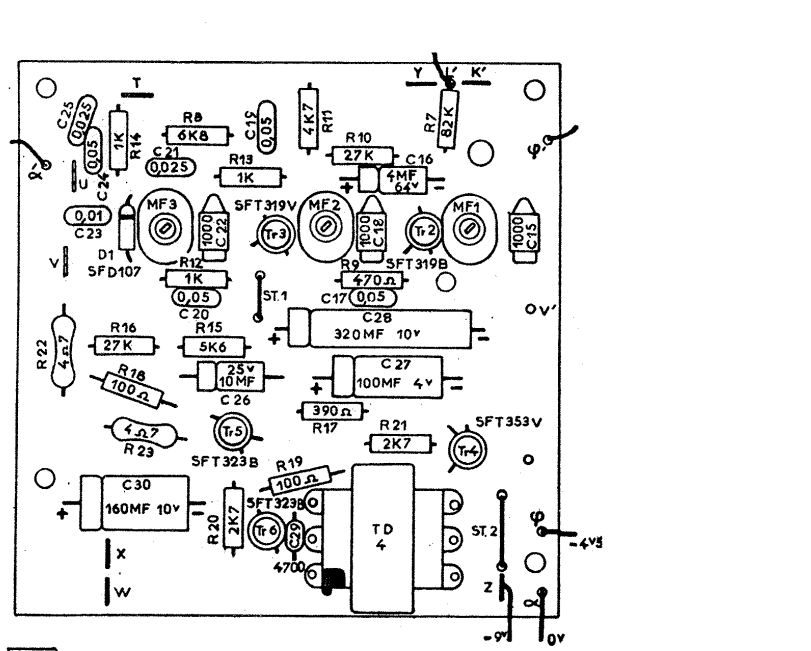 T
Y
L'
K'
C25
0,025
0,05
C24
1K
R14
R8
6K8
C19
0,05
4K7
R11
R7
82K
C21
0,025
R13
1K
R10
27K
C16
+
4MF
64V
-
φ'
U
0,01
C23
MF3
1000
C22
SFT319V
Tr3
MF2
1000
C18
Tr2
MF1
1000
C15
V
D1
SFD107
R12
1K
0,05
C20
ST.1
R9
470Ω
SFT319B
C17
0,05
V'
C28
+
320MF 10V
-
R22
4Ω7
R16
27K
R15
5K6
C27
+
100MF 4V
-
R18
100Ω
25V
10MF
C26
+
-
390Ω
R17
4Ω7
R23
Tr5
SFT323B
R21
2K7
SFT353V
Tr4
C30
+
160MF 10V
-
R20
2K7
R19
100Ω
SFT323B
Tr6
C29
4700
TD
4
ST.2
φ
-4V5
X
W
Z
-9V
0V